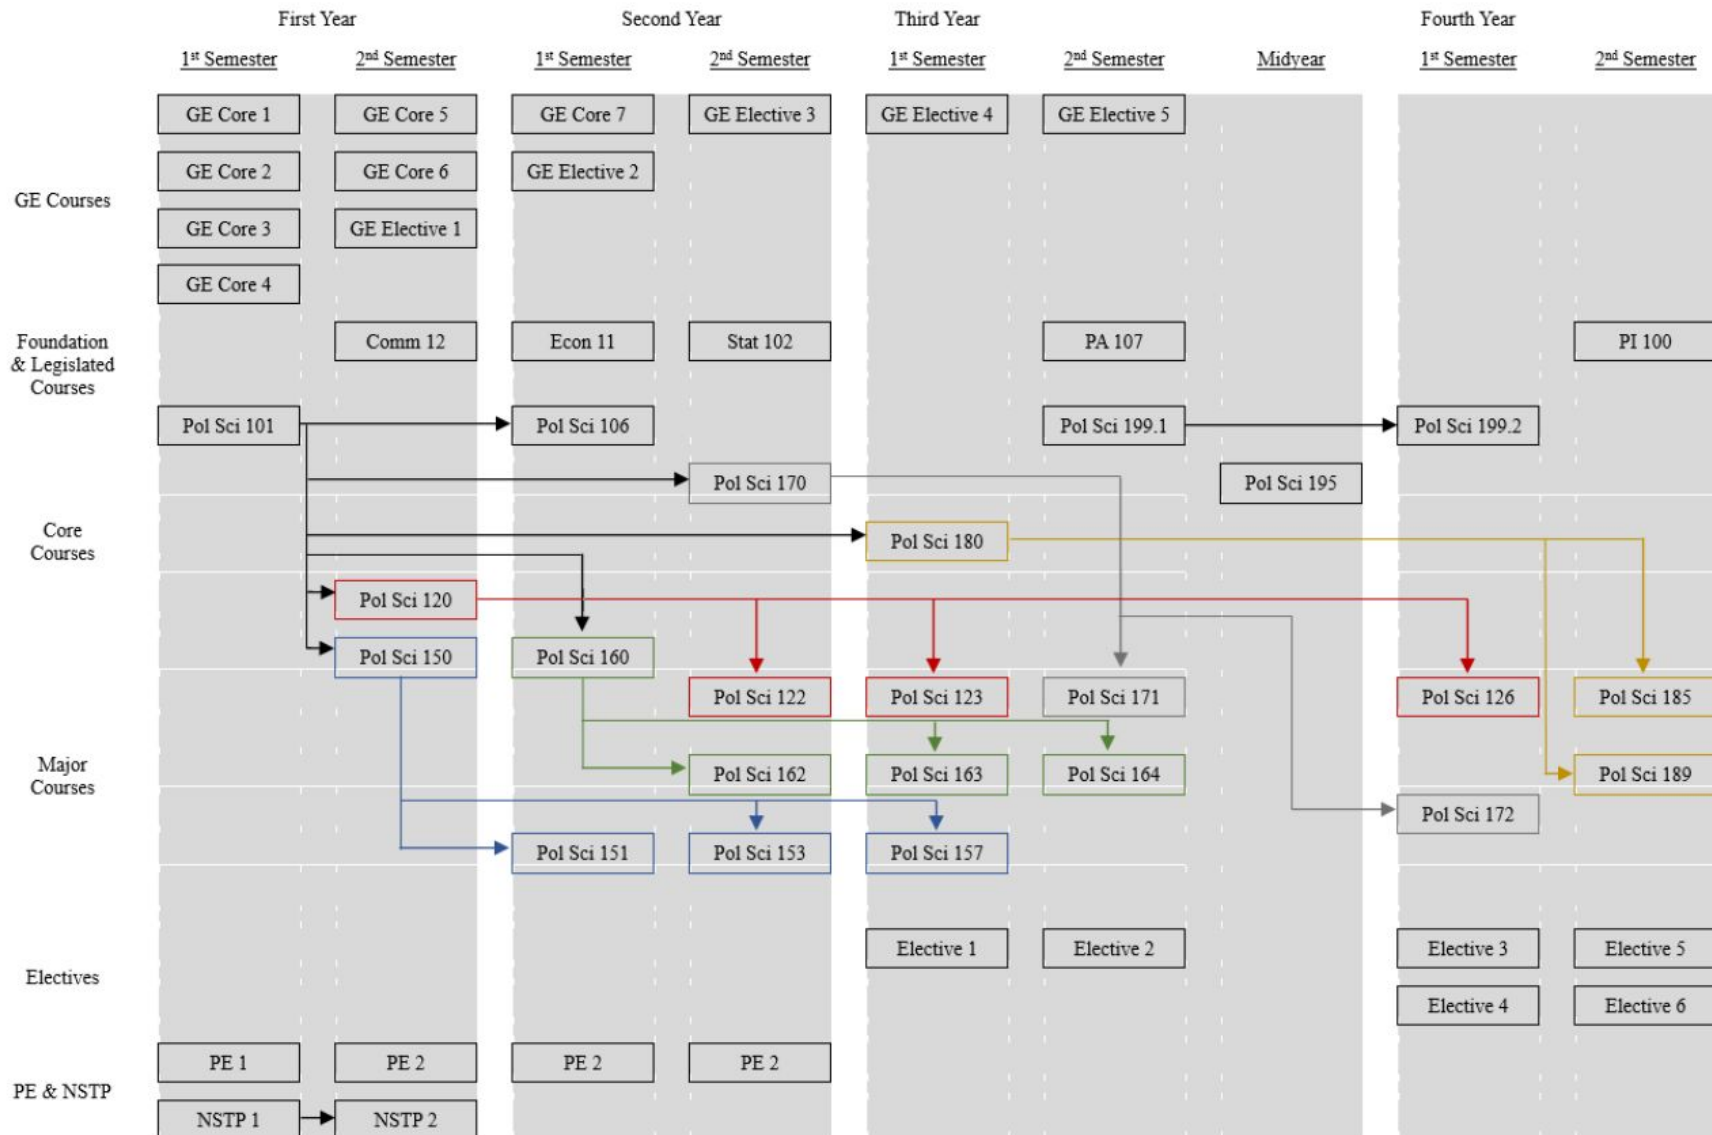 First Year
Second Year
Third Year
Fourth Year
1st Semester
2nd Semester
1st Semester
2nd Semester
1st Semester
2nd Semester
Midyear
1st Semester
2nd Semester
GE Courses
GE Core 1
GE Core 5
GE Core 7
GE Elective 3
GE Elective 4
GE Elective 5
GE Core 2
GE Core 6
GE Elective 2
GE Core 3
GE Elective 1
GE Core 4
Foundation
& Legislated
Courses
Comm 12
Econ 11
Stat 102
PA 107
PI 100
Core
Courses
Pol Sci 101
Pol Sci 106
Pol Sci 199.1
Pol Sci 199.2
Pol Sci 170
Pol Sci 195
Pol Sci 180
Pol Sci 120
Pol Sci 150
Pol Sci 160
Major
Courses
Pol Sci 122
Pol Sci 123
Pol Sci 171
Pol Sci 126
Pol Sci 185
Pol Sci 162
Pol Sci 163
Pol Sci 164
Pol Sci 189
Pol Sci 172
Pol Sci 151
Pol Sci 153
Pol Sci 157
Electives
Elective 1
Elective 2
Elective 3
Elective 5
Elective 4
Elective 6
PE & NSTP
PE 1
PE 2
PE 2
PE 2
NSTP 1
NSTP 2